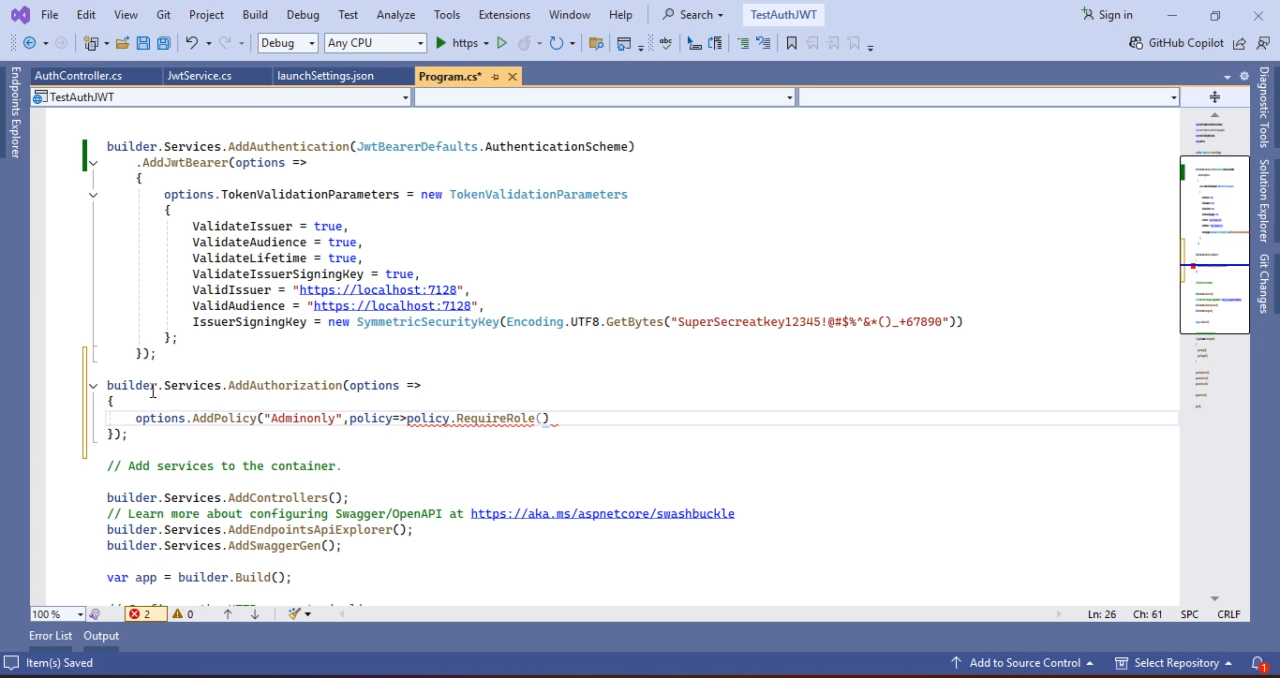 File Edit View Git Project Build Debug Test Analyze Tools Extensions Window Help Search TestAuthJWT Sign in
Debug Any CPU https GitHub Copilot
AuthController.cs JwtService.cs launchSettings.json Program.cs*
TestAuthJWT
Endpoints Explorer
Diagnostic Tools
Solution Explorer
Git Changes
builder.Services.AddAuthentication(JwtBearerDefaults.AuthenticationScheme)
.AddJwtBearer(options =>
{
options.TokenValidationParameters = new TokenValidationParameters
{
ValidateIssuer = true,
ValidateAudience = true,
ValidateLifetime = true,
ValidateIssuerSigningKey = true,
ValidIssuer = "https://localhost:7128",
ValidAudience = "https://localhost:7128",
IssuerSigningKey = new SymmetricSecurityKey(Encoding.UTF8.GetBytes("SuperSecreatkey12345!@#$%^&*()_+67890"))
};
});
builder.Services.AddAuthorization(options =>
{
options.AddPolicy("Adminonly",policy=>policy.RequireRole()
});
// Add services to the container.
builder.Services.AddControllers();
// Learn more about configuring Swagger/OpenAPI at https://aka.ms/aspnetcore/swashbuckle
builder.Services.AddEndpointsApiExplorer();
builder.Services.AddSwaggerGen();
var app = builder.Build();
100 % 2 0 Ln: 26 Ch: 61 SPC CRLF
Error List Output
Item(s) Saved Add to Source Control Select Repository 1